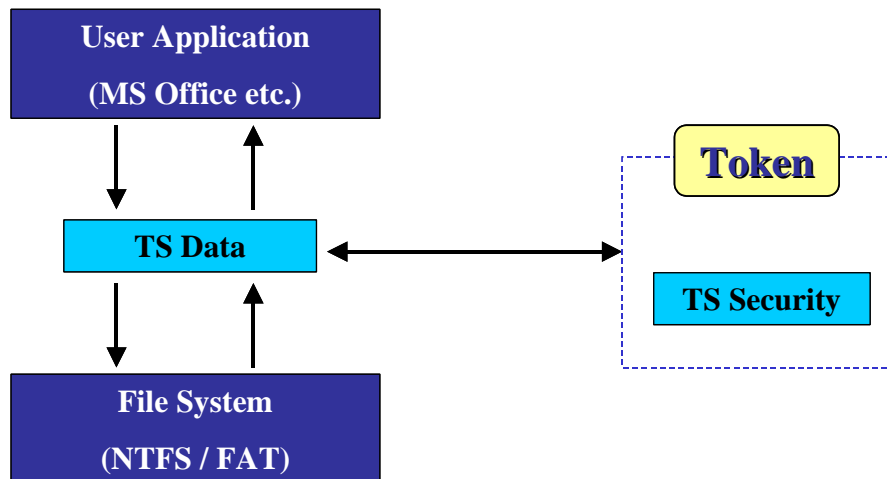 User Application
(MS Office etc.)
Token
TS Data
TS Security
File System
(NTFS / FAT)